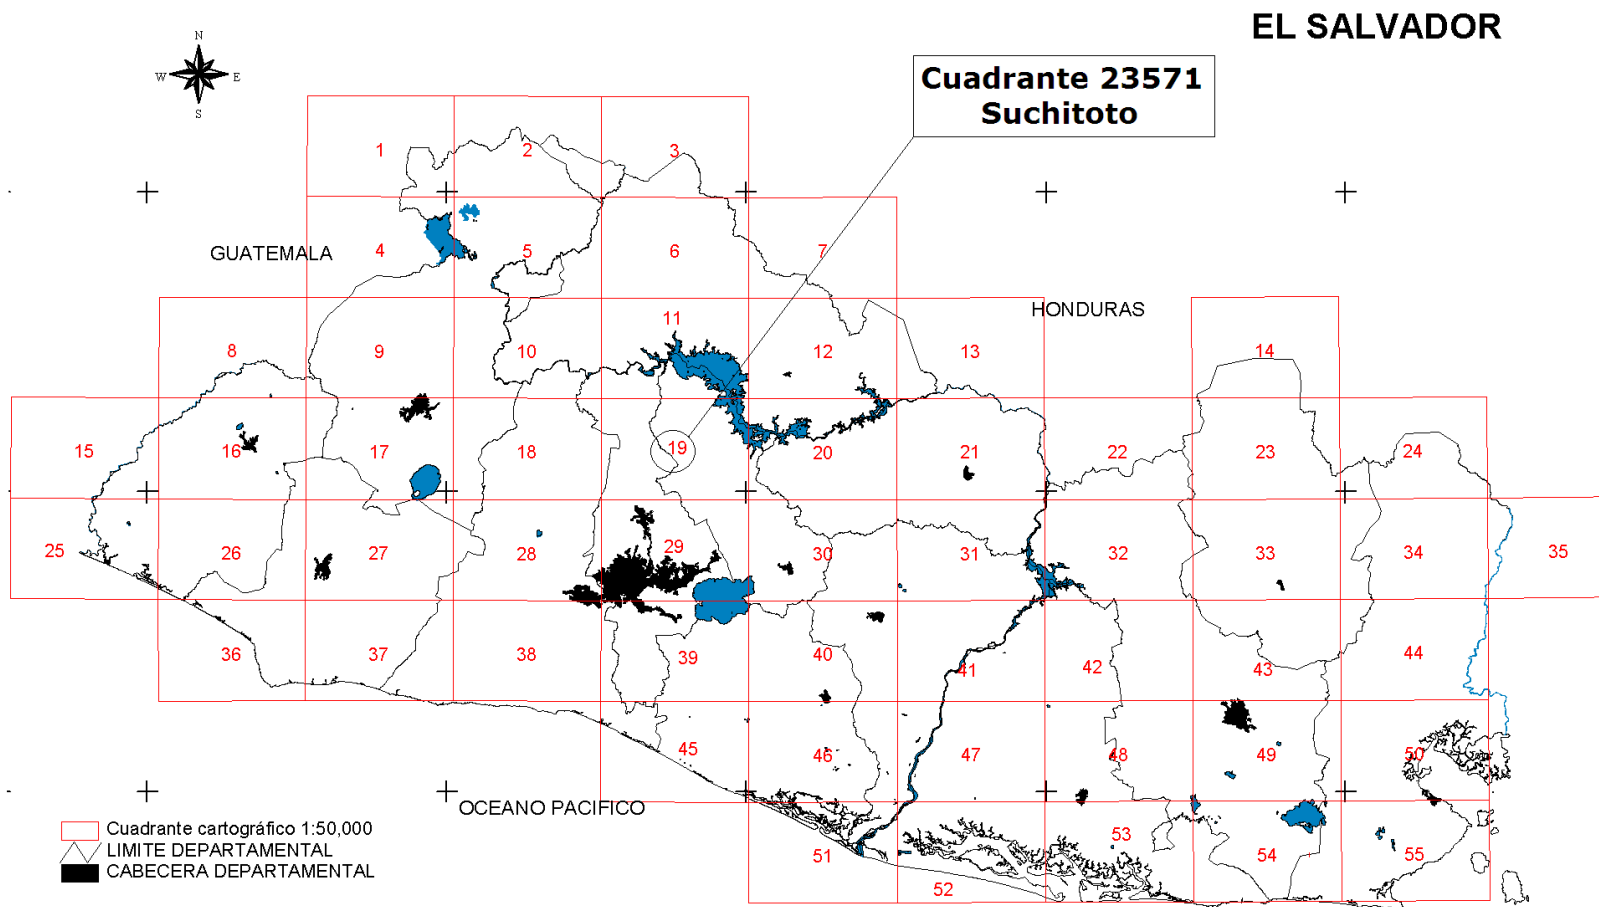 EL SALVADOR
N
W E
S
Cuadrante 23571
Suchitoto
1 2 3
GUATEMALA
4 5 6 7
HONDURAS
8 9 10 11 12 13 14
15 16 17 18 19 20 21 22 23 24
25 26 27 28 29 30 31 32 33 34 35
36 37 38 39 40 41 42 43 44
45 46 47 48 49 50
OCEANO PACIFICO
51 52 53 54 55
Cuadrante cartográfico 1:50,000
LIMITE DEPARTAMENTAL
CABECERA DEPARTAMENTAL